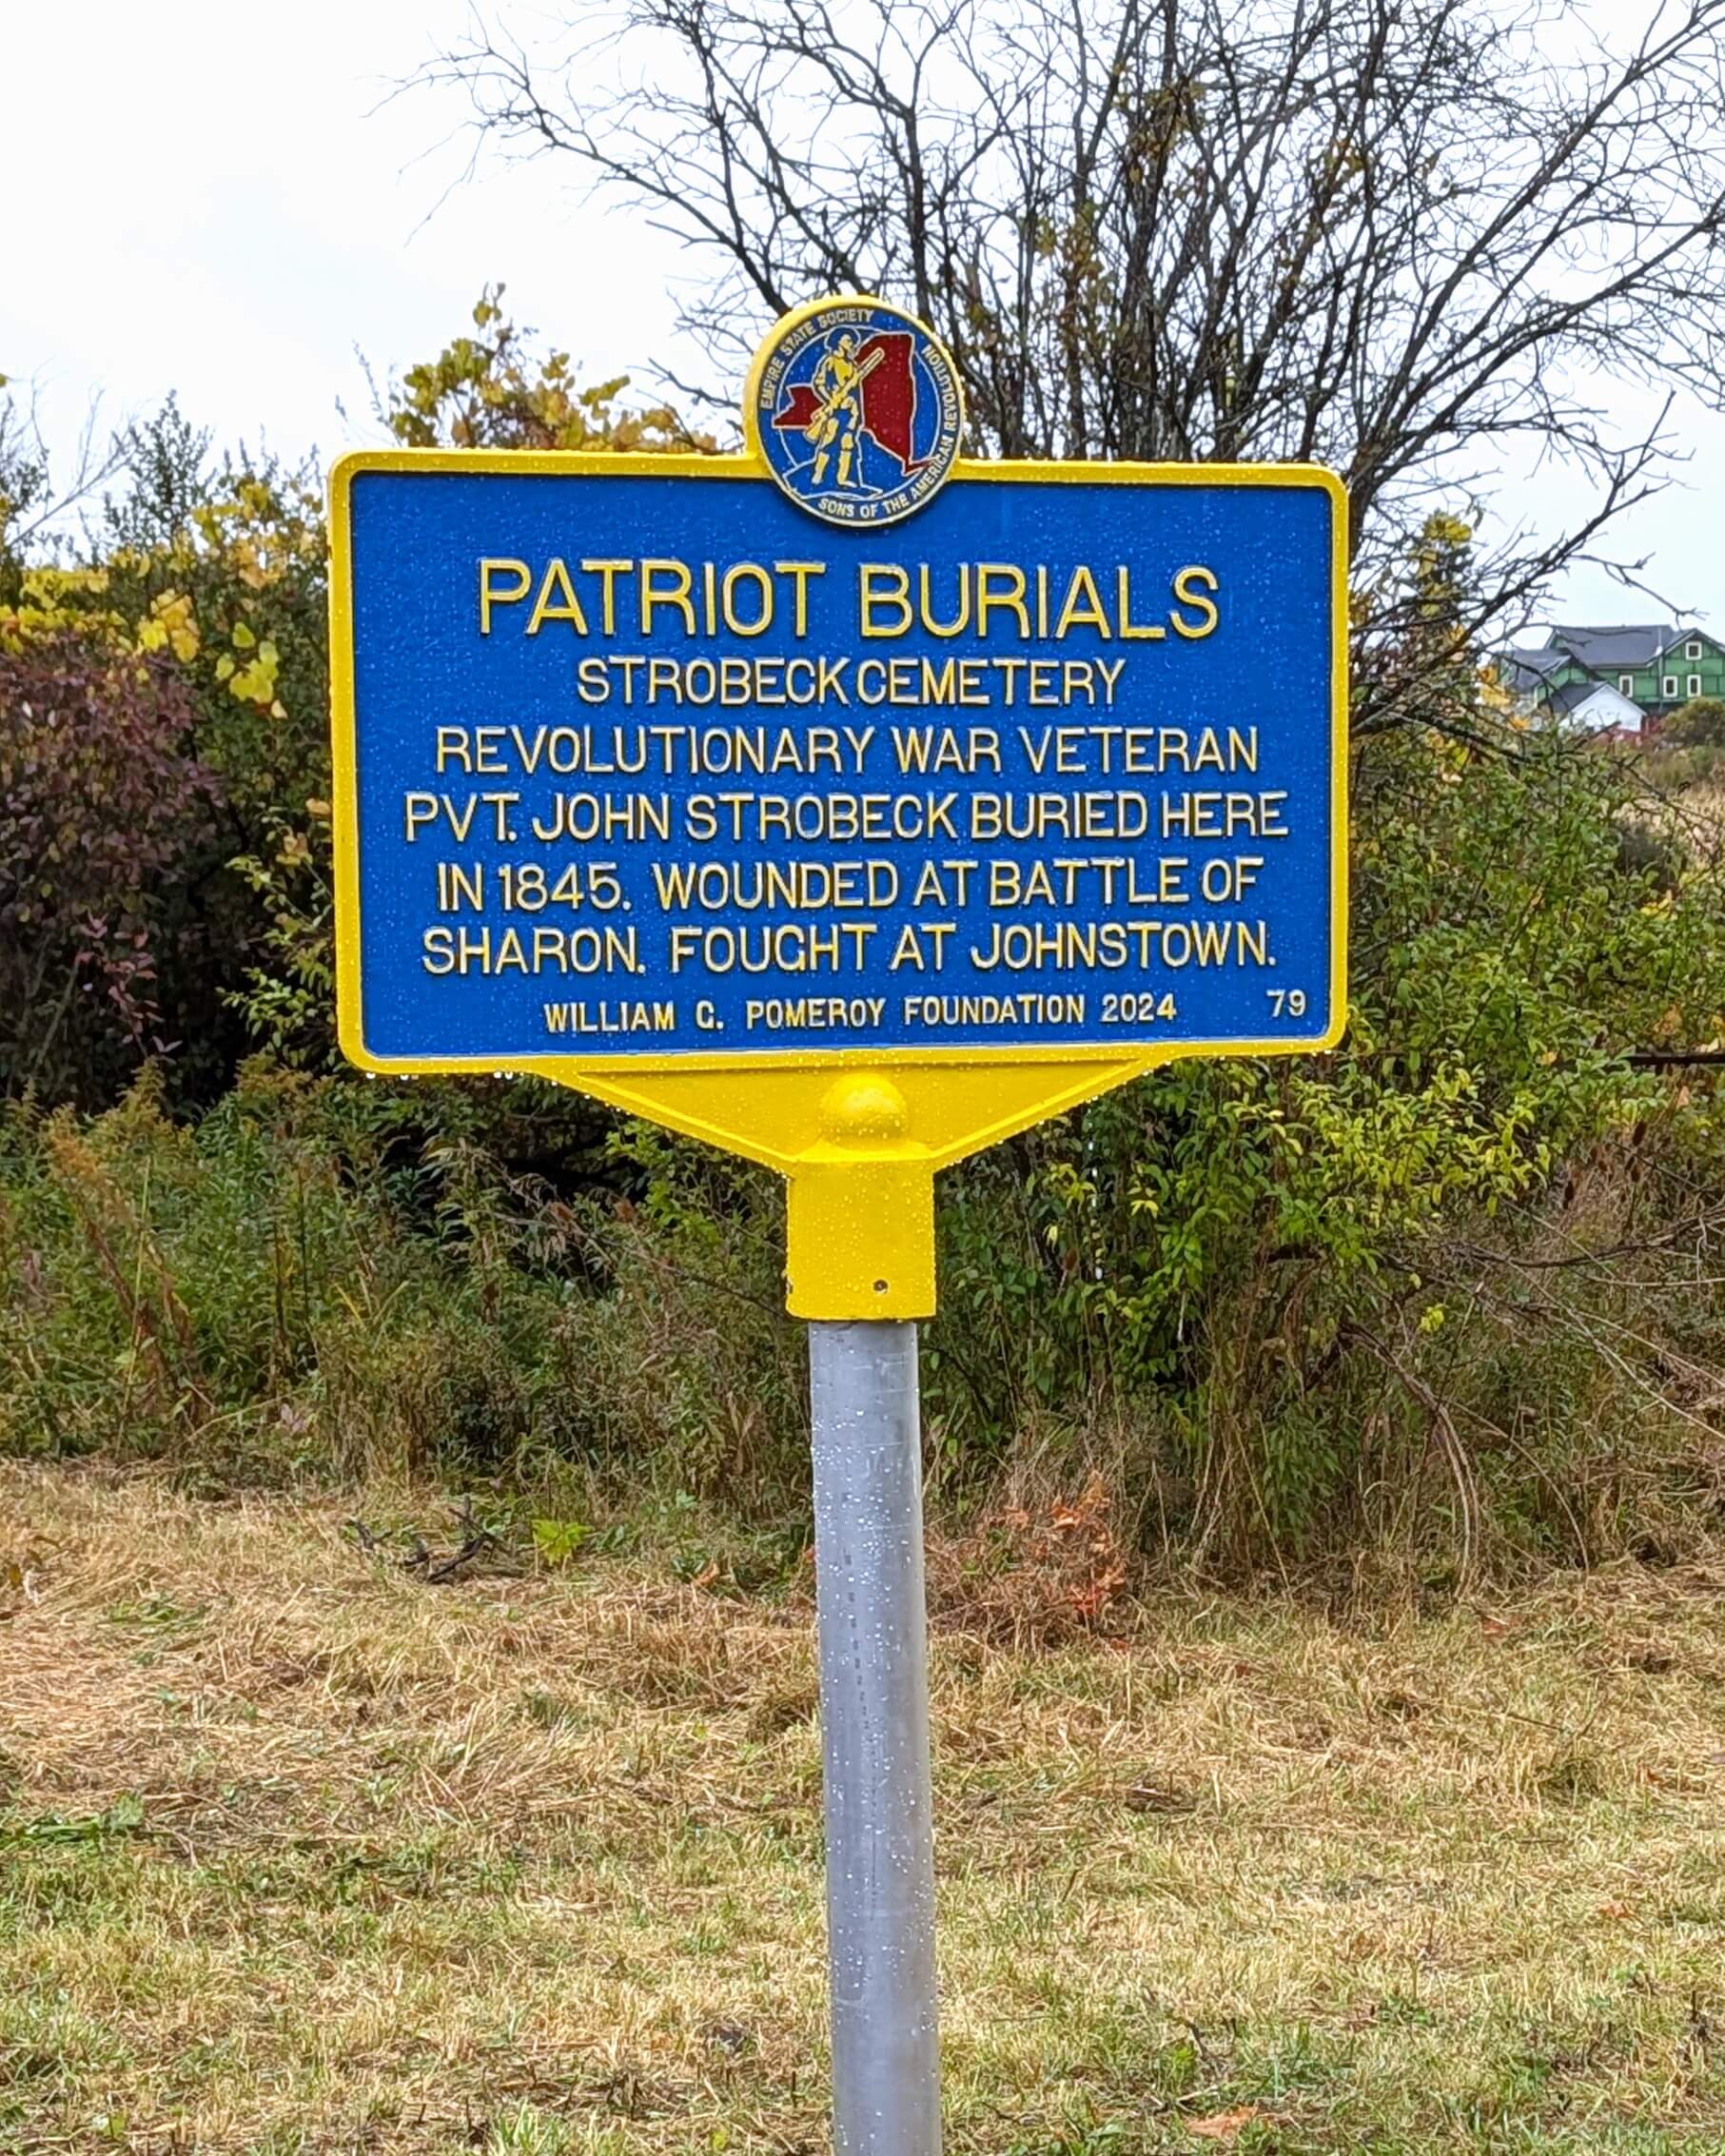 EMPIRE STATE SOCIETY
SONS OF THE AMERICAN REVOLUTION
PATRIOT BURIALS
STROBECK CEMETERY
REVOLUTIONARY WAR VETERAN
PVT. JOHN STROBECK BURIED HERE
IN 1845. WOUNDED AT BATTLE OF
SHARON. FOUGHT AT JOHNSTOWN.
WILLIAM G. POMEROY FOUNDATION 2024 79